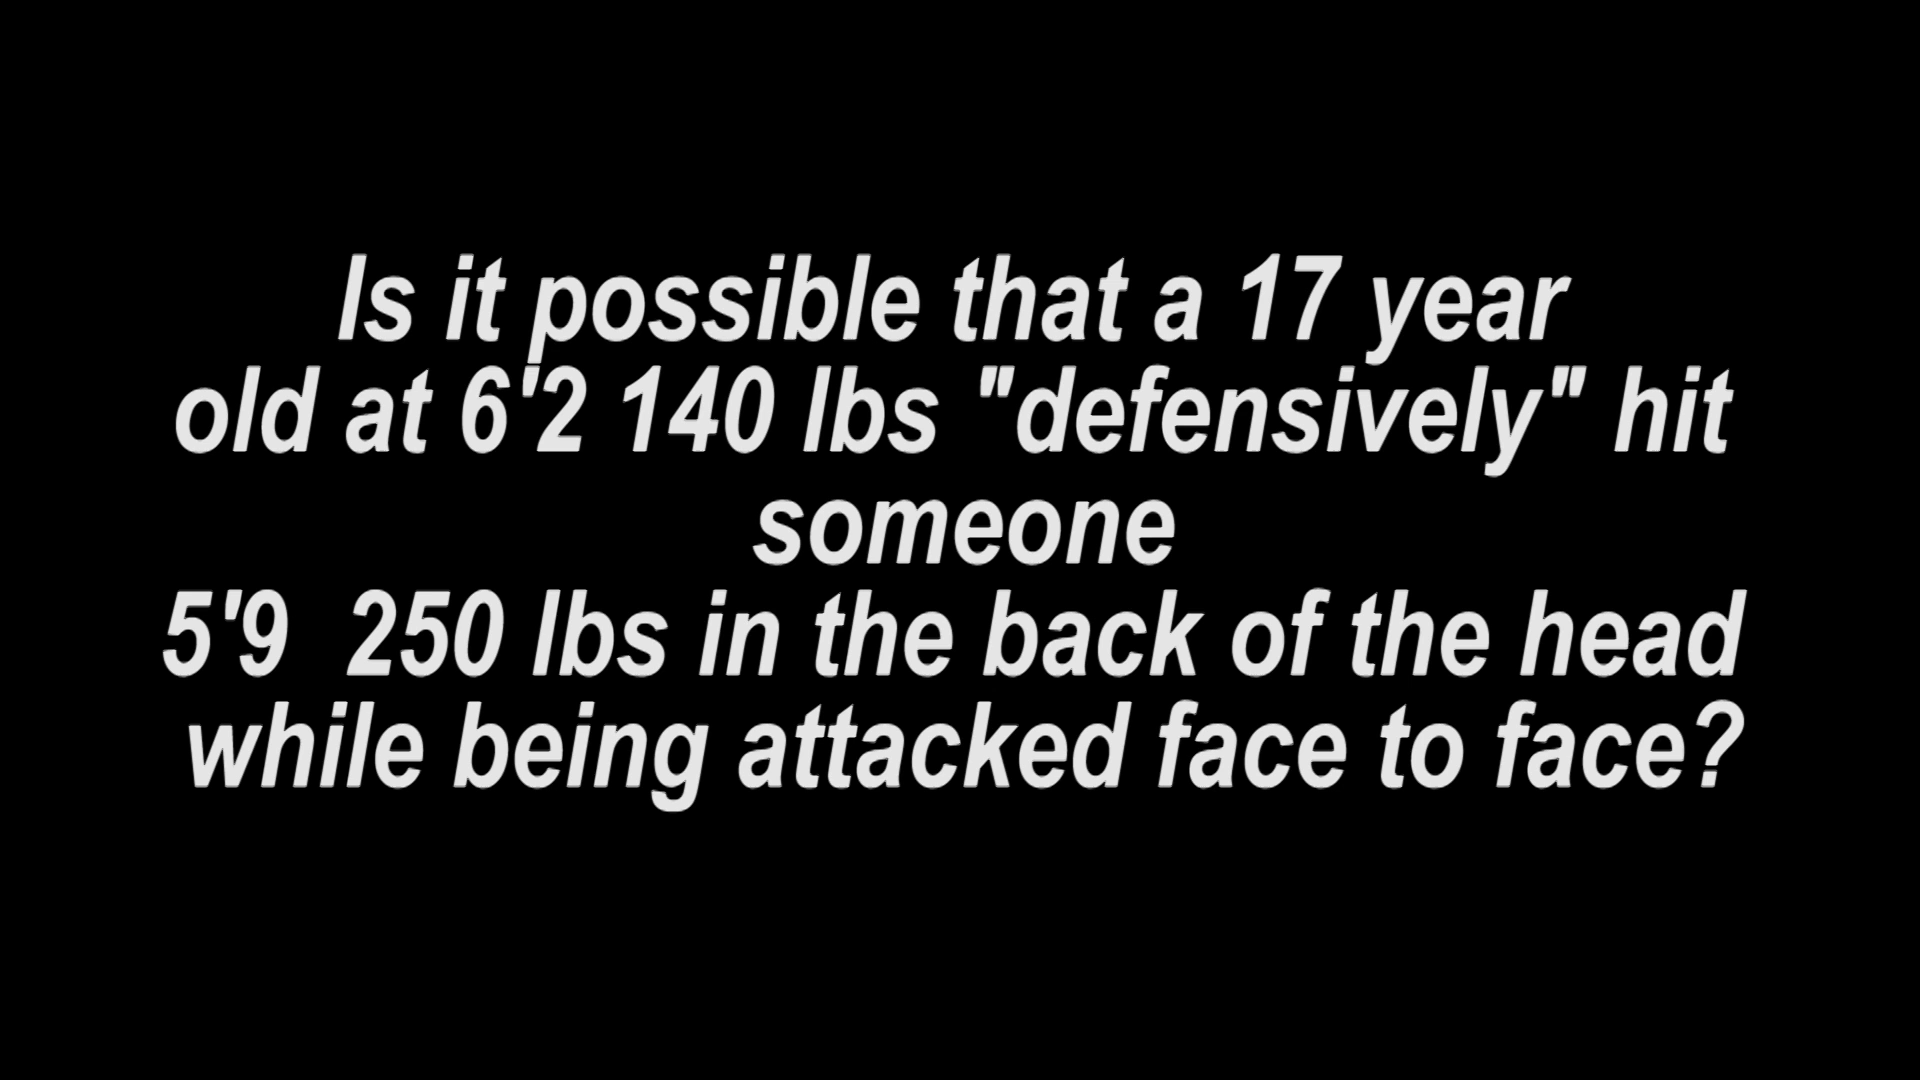 Is it possible that a 17 year
old at 6'2 140 lbs "defensively" hit
someone
5'9  250 lbs in the back of the head
while being attacked face to face?